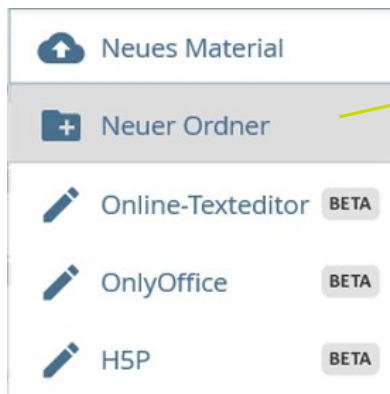 Neues Material
Neuer Ordner
Online-Texteditor BETA
OnlyOffice BETA
H5P BETA